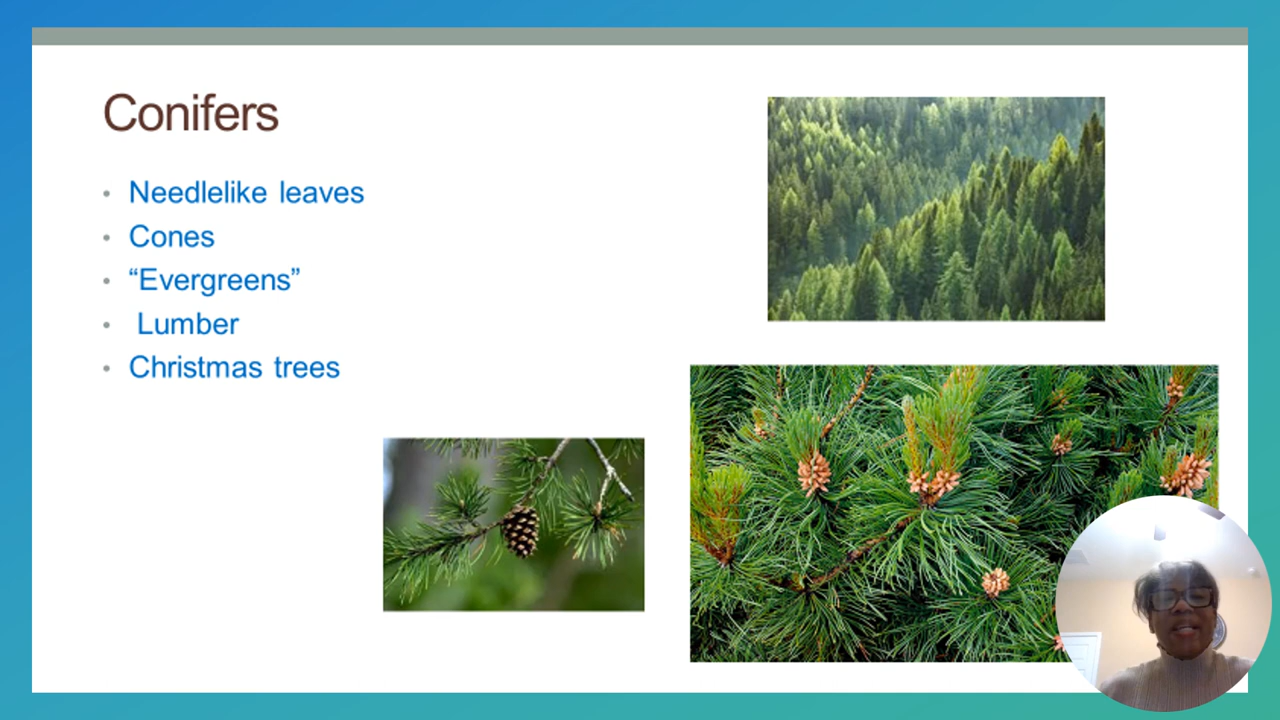 Conifers
Needlelike leaves
Cones
“Evergreens”
Lumber
Christmas trees